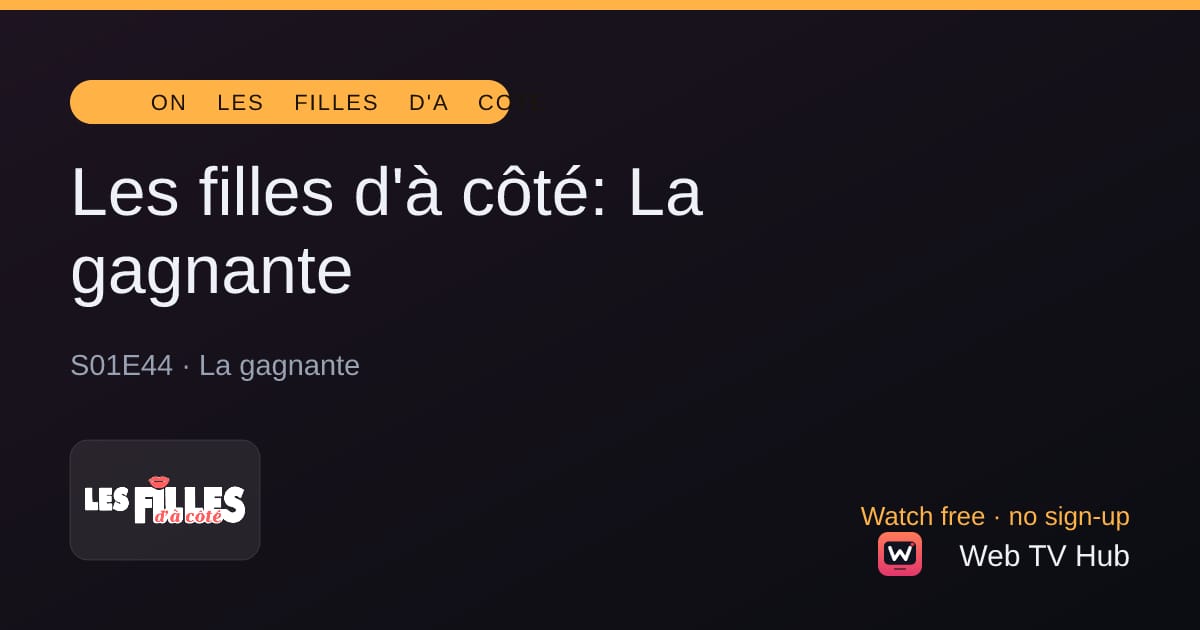 ON LES FILLES D'A CO
Les filles d'à côté: La
gagnante
S01E44 · La gagnante
LES FILLES
d'à côté
Watch free · no sign-up
W
Web TV Hub